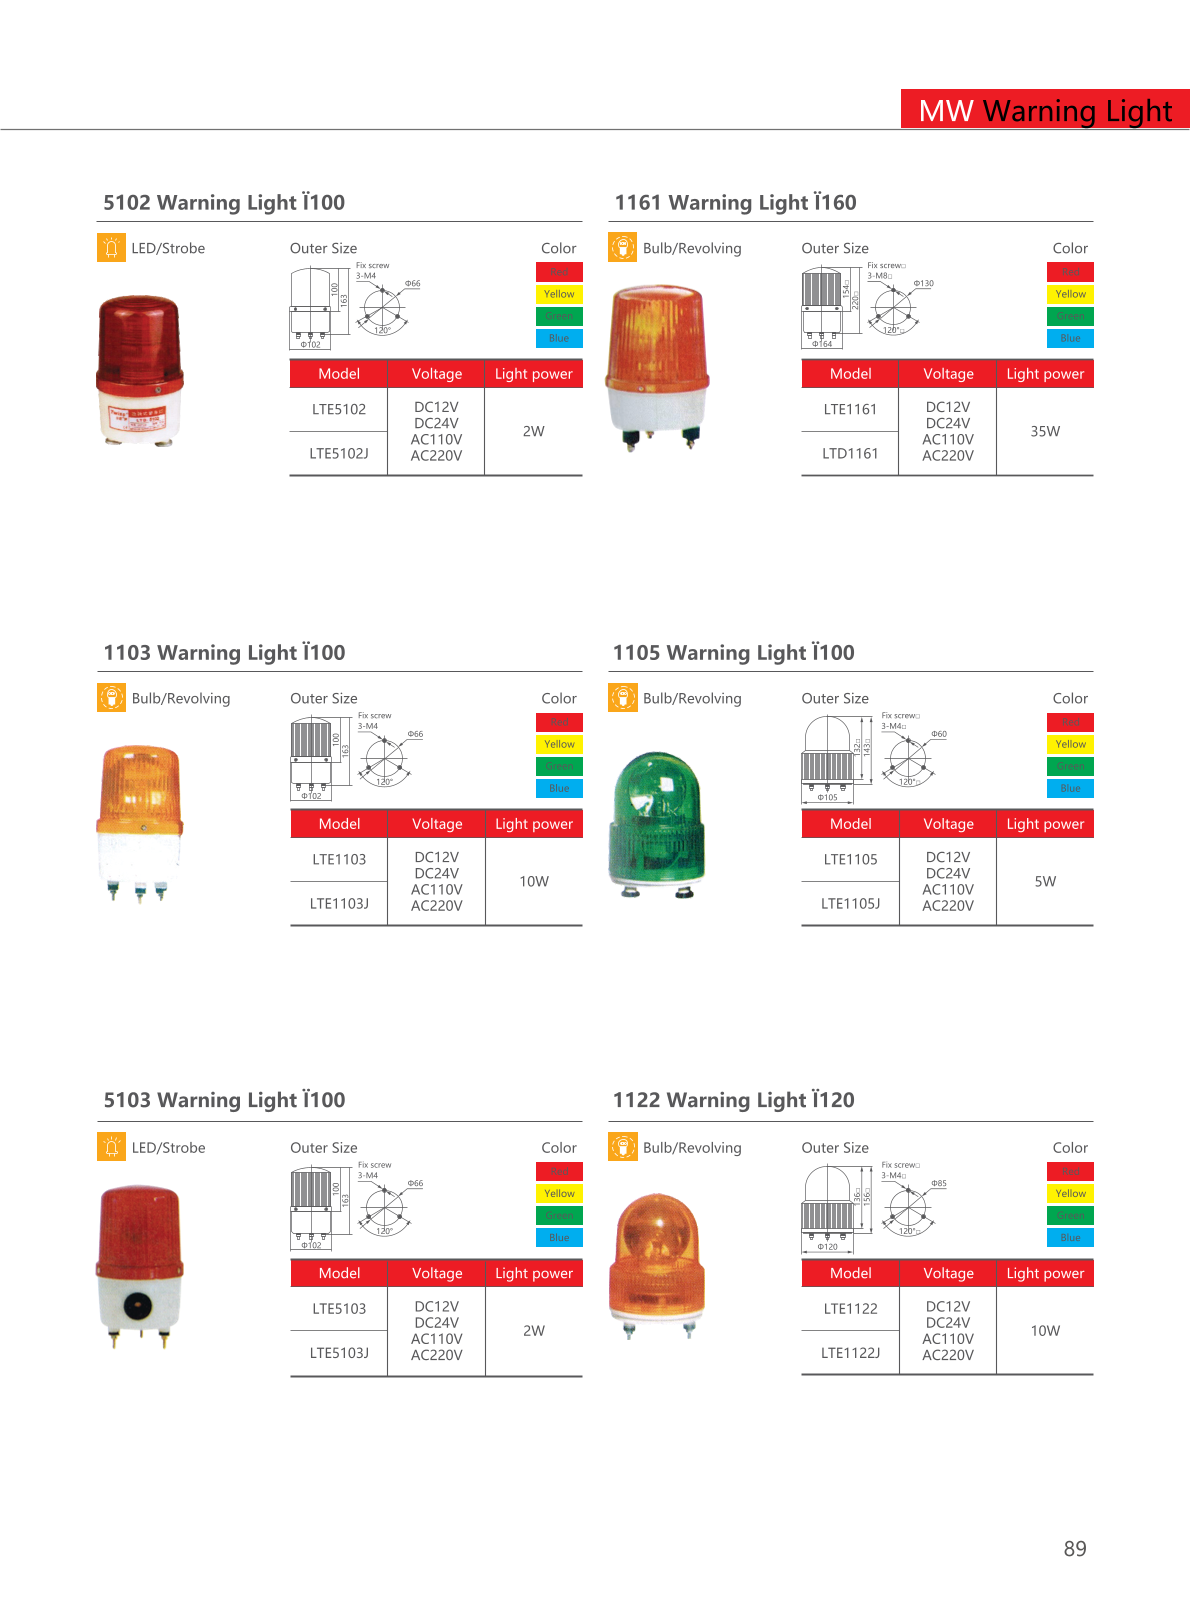 MW Warning Light
5102 Warning Light Ϊ100
LED/Strobe
Outer Size
Color
Fix screw
3-M4
Φ66
100
163
120°
Φ102
Red
Yellow
Green
Blue
Model Voltage Light power
LTE5102
LTE5102J
DC12V
DC24V
AC110V
AC220V
2W
1161 Warning Light Ϊ160
Bulb/Revolving
Outer Size
Color
Fix screw□
3-M8□
Φ130
154□
220□
120°□
Φ164
Red
Yellow
Green
Blue
Model Voltage Light power
LTE1161
LTD1161
DC12V
DC24V
AC110V
AC220V
35W
1103 Warning Light Ϊ100
Bulb/Revolving
Outer Size
Color
Fix screw
3-M4
Φ66
100
163
120°
Φ102
Red
Yellow
Green
Blue
Model Voltage Light power
LTE1103
LTE1103J
DC12V
DC24V
AC110V
AC220V
10W
1105 Warning Light Ϊ100
Bulb/Revolving
Outer Size
Color
Fix screw□
3-M4□
Φ60
132□
143□
120°□
Φ105
Red
Yellow
Green
Blue
Model Voltage Light power
LTE1105
LTE1105J
DC12V
DC24V
AC110V
AC220V
5W
5103 Warning Light Ϊ100
LED/Strobe
Outer Size
Color
Fix screw
3-M4
Φ66
100
163
120°
Φ102
Red
Yellow
Green
Blue
Model Voltage Light power
LTE5103
LTE5103J
DC12V
DC24V
AC110V
AC220V
2W
1122 Warning Light Ϊ120
Bulb/Revolving
Outer Size
Color
Fix screw□
3-M4□
Φ85
136□
156□
120°□
Φ120
Red
Yellow
Green
Blue
Model Voltage Light power
LTE1122
LTE1122J
DC12V
DC24V
AC110V
AC220V
10W
89